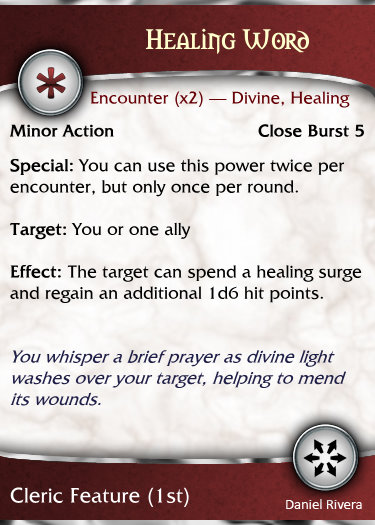 Healing Word
Encounter (x2) — Divine, Healing
Minor Action Close Burst 5
Special: You can use this power twice per
encounter, but only once per round.
Target: You or one ally
Effect: The target can spend a healing surge
and regain an additional 1d6 hit points.
You whisper a brief prayer as divine light
washes over your target, helping to mend
its wounds.
Cleric Feature (1st)
Daniel Rivera